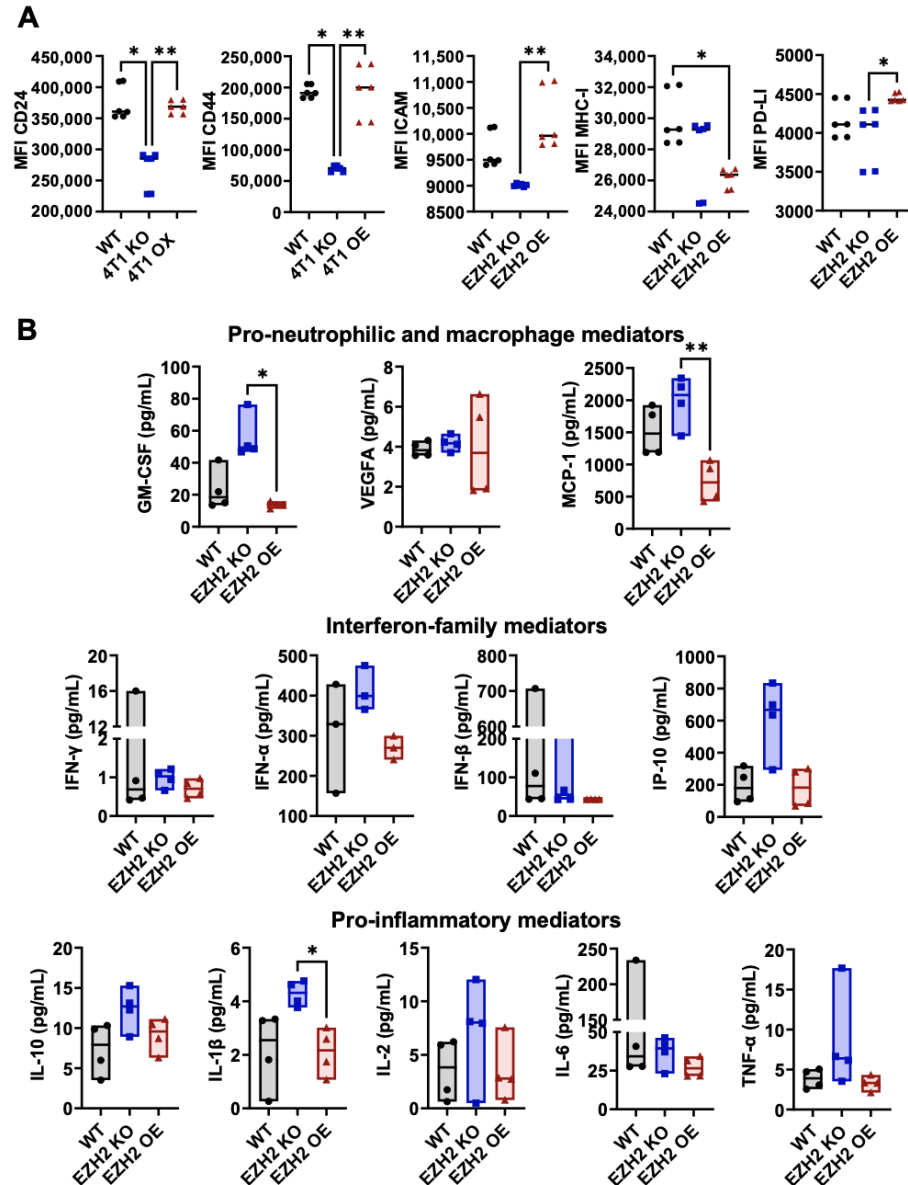 A
MFI CD24
450,000
400,000
350,000
300,000
250,000
200,000
*
**
WT
4T1 KO
4T1 OX
MFI CD44
250,000
200,000
150,000
100,000
50,000
0
*
**
WT
4T1 KO
4T1 OE
MFI ICAM
11,500
11,000
10,500
10,000
9500
9000
8500
**
WT
EZH2 KO
EZH2 OE
MFI MHC-I
34,000
32,000
30,000
28,000
26,000
24,000
*
WT
EZH2 KO
EZH2 OE
MFI PD-LI
5000
4000
3000
*
WT
EZH2 KO
EZH2 OE
B
Pro-neutrophilic and macrophage mediators
GM-CSF (pg/mL)
100
80
60
40
20
0
*
WT
EZH2 KO
EZH2 OE
VEGFA (pg/mL)
8
6
4
2
0
WT
EZH2 KO
EZH2 OE
MCP-1 (pg/mL)
2500
2000
1500
1000
500
0
**
WT
EZH2 KO
EZH2 OE
Interferon-family mediators
IFN-γ (pg/mL)
20
16
12
2
1
0
WT
EZH2 KO
EZH2 OE
IFN-α (pg/mL)
500
400
300
200
100
WT
EZH2 KO
EZH2 OE
IFN-β (pg/mL)
800
700
600
200
100
0
WT
EZH2 KO
EZH2 OE
IP-10 (pg/mL)
1000
800
600
400
200
0
WT
EZH2 KO
EZH2 OE
Pro-inflammatory mediators
IL-10 (pg/mL)
20
15
10
5
0
WT
EZH2 KO
EZH2 OE
IL-1β (pg/mL)
6
4
2
0
*
WT
EZH2 KO
EZH2 OE
IL-2 (pg/mL)
15
10
5
0
WT
EZH2 KO
EZH2 OE
IL-6 (pg/mL)
250
200
150
100
50
25
0
WT
EZH2 KO
EZH2 OE
TNF-α (pg/mL)
20
15
10
5
0
WT
EZH2 KO
EZH2 OE